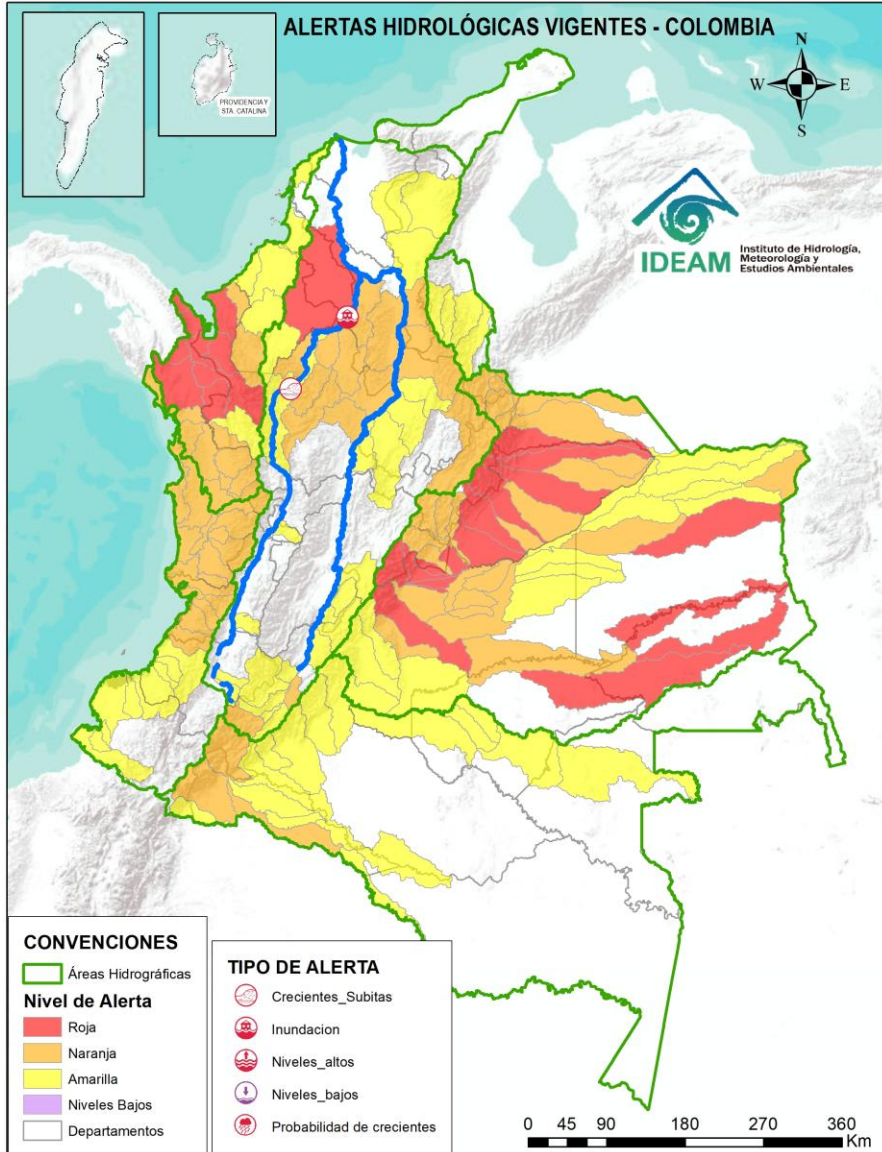 ALERTAS HIDROLÓGICAS VIGENTES - COLOMBIA
PROVIDENCIA Y
STA. CATALINA
N
W
E
S
IDEAM
Instituto de Hidrología,
Meteorología y
Estudios Ambientales
CONVENCIONES
Áreas Hidrográficas
Nivel de Alerta
Roja
Naranja
Amarilla
Niveles Bajos
Departamentos
TIPO DE ALERTA
Crecientes_Subitas
Inundacion
Niveles_altos
Niveles_bajos
Probabilidad de crecientes
0 45 90 180 270 360
Km